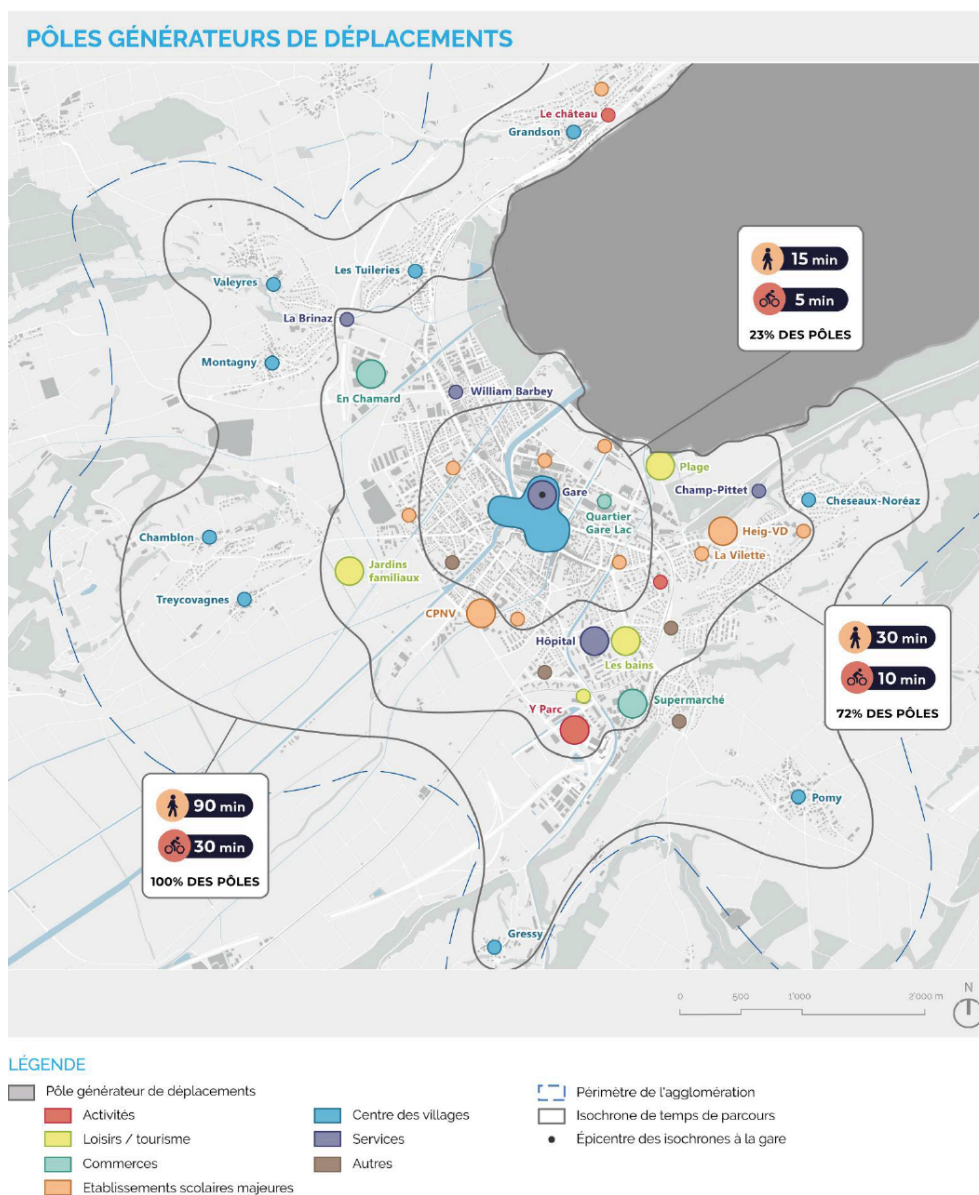 PÔLES GÉNÉRATEURS DE DÉPLACEMENTS
Le château
Grandson
Les Tuileries
Valeyres
La Brinaz
Montagny
En Chamard
William Barbey
15 min
5 min
23% DES PÔLES
Plage
Gare
Champ-Pittet
Cheseaux-Noréaz
Quartier
Gare Lac
Heig-VD
La Vilette
Chamblon
Jardins
familiaux
Treycovagnes
CPNV
Hôpital
Les bains
30 min
10 min
72% DES PÔLES
Y Parc
Supermarché
90 min
30 min
100% DES PÔLES
Pomy
Gressy
0 500 1'000 2'000 m
N
LÉGENDE
Pôle générateur de déplacements
Activités
Loisirs / tourisme
Commerces
Etablissements scolaires majeures
Centre des villages
Services
Autres
Périmètre de l'agglomération
Isochrone de temps de parcours
Épicentre des isochrones à la gare